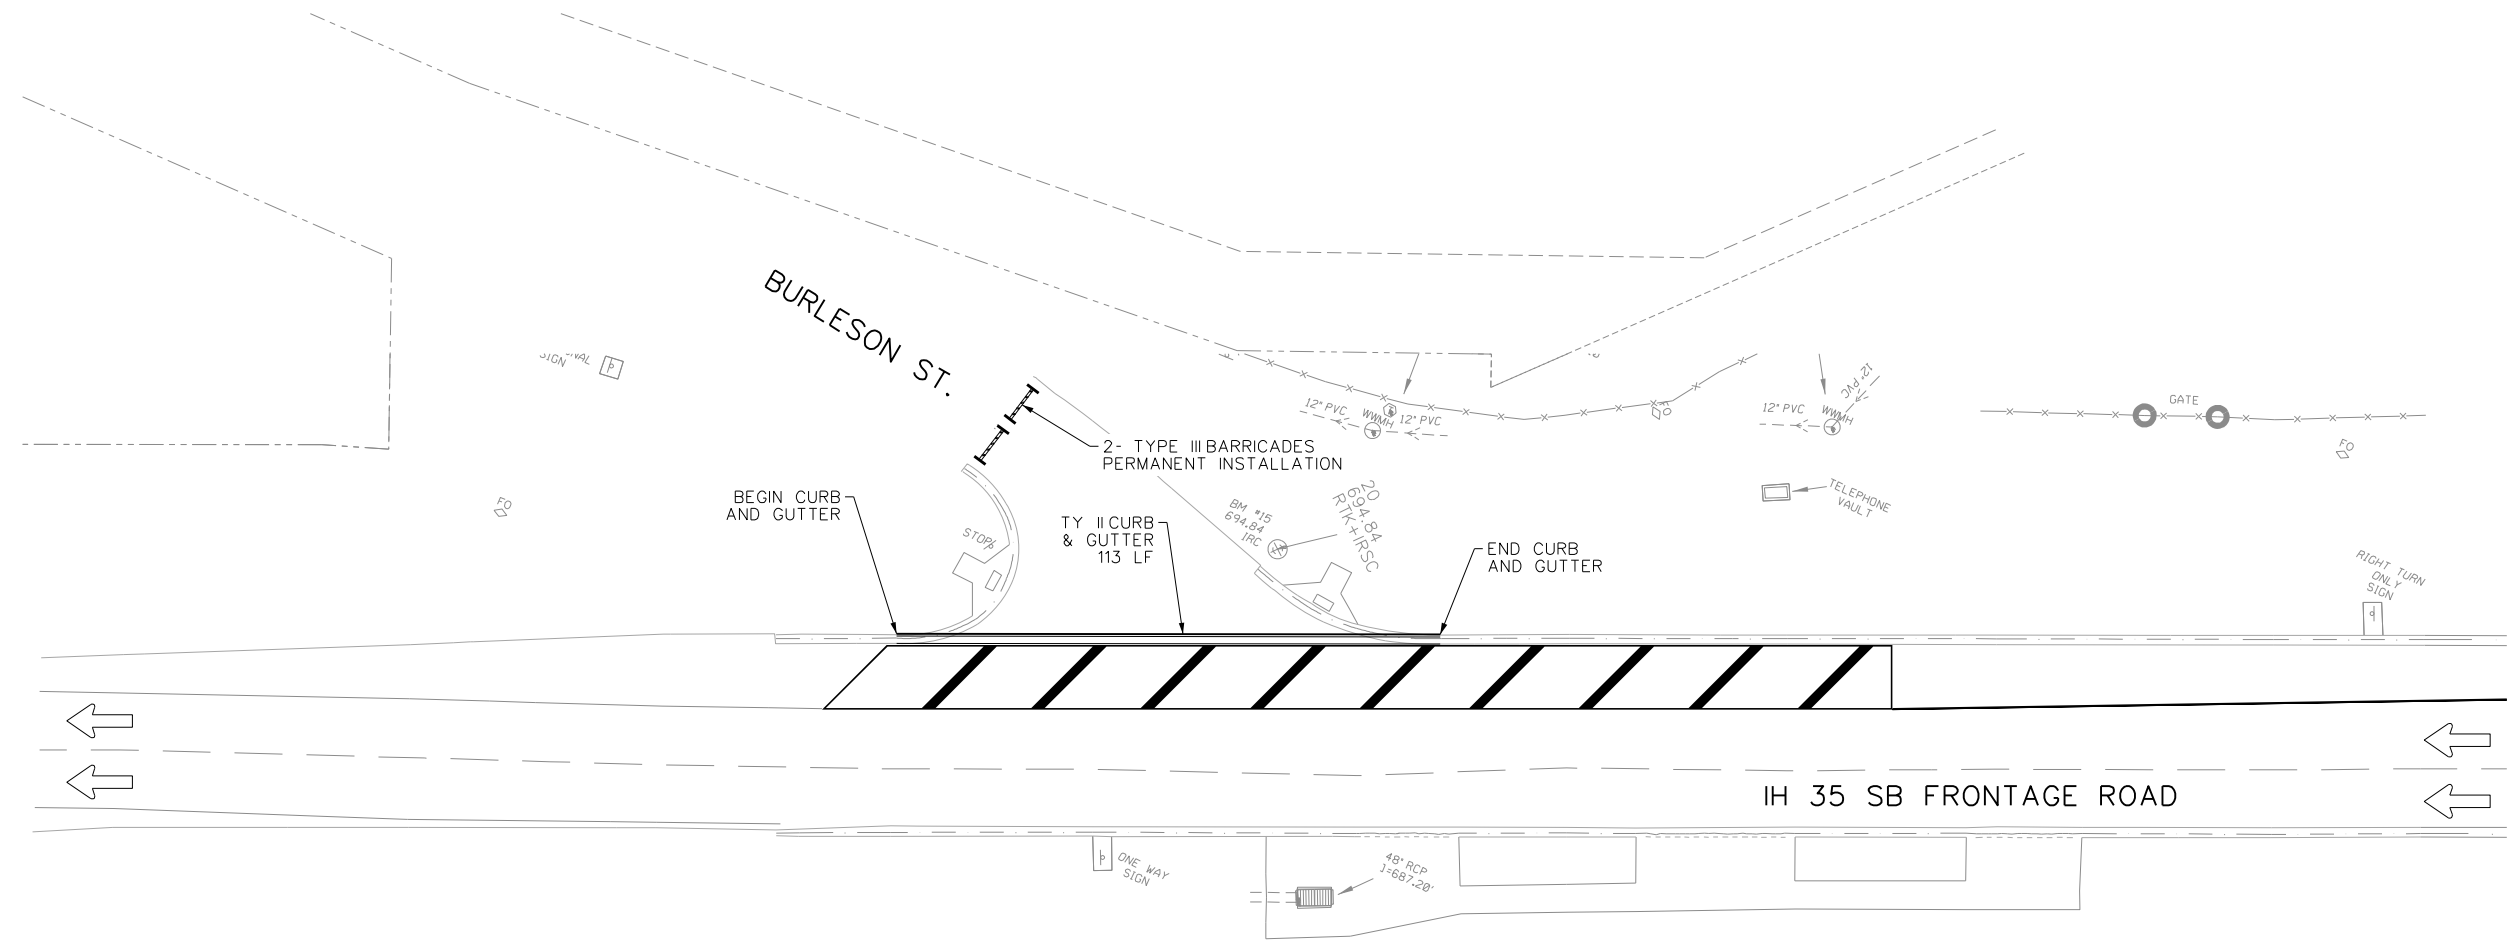 BURLESON ST.
SIGN
12" PVC
WWMH
12" PVC
12" PVC
WWMH
12" PVC
GATE
FO
2- TYPE III BARRICADES
PERMANENT INSTALLATION
BEGIN CURB
AND GUTTER
FO
STOP
TY II CURB
& GUTTER
113 LF
BM #15
694.84
IRC
20
694.84
RTK+IRSC
TELEPHONE
VAULT
END CURB
AND GUTTER
RIGHT TURN
ONLY
SIGN
IH 35 SB FRONTAGE ROAD
ONE WAY
SIGN
48" RCP
]=687.20'